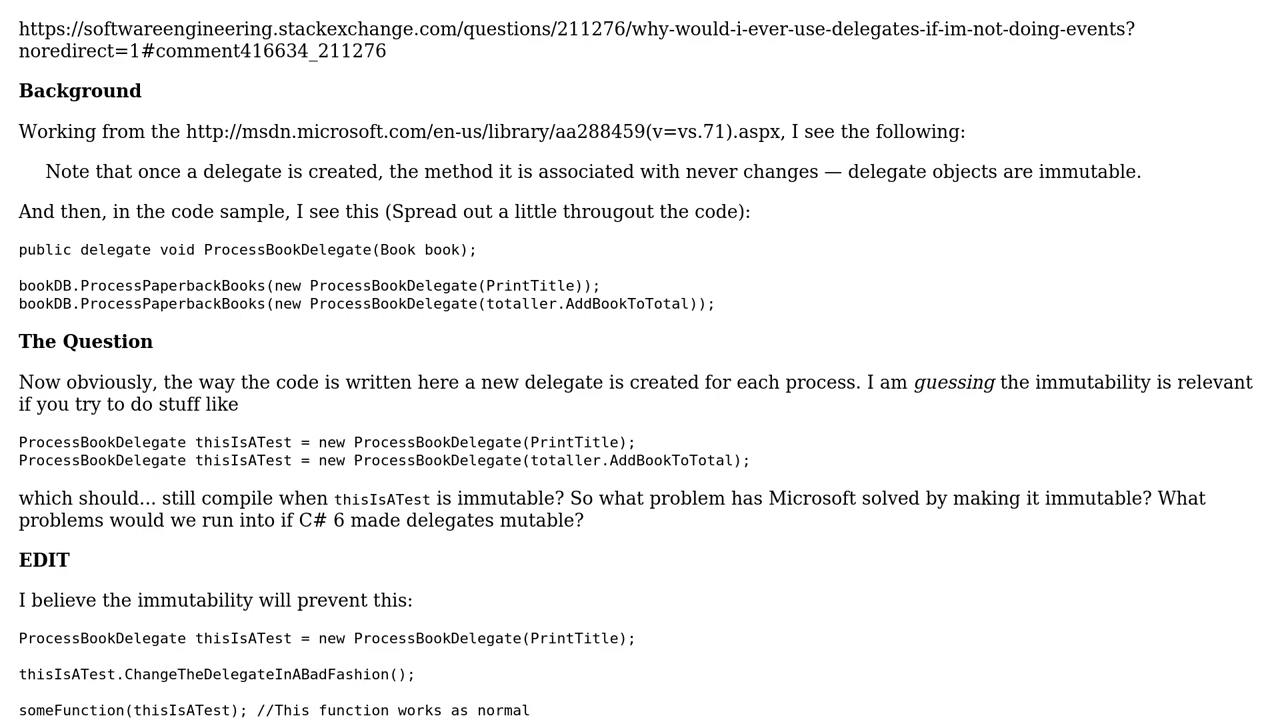 https://softwareengineering.stackexchange.com/questions/211276/why-would-i-ever-use-delegates-if-im-not-doing-events?
noredirect=1#comment416634_211276
Background
Working from the http://msdn.microsoft.com/en-us/library/aa288459(v=vs.71).aspx, I see the following:
Note that once a delegate is created, the method it is associated with never changes — delegate objects are immutable.
And then, in the code sample, I see this (Spread out a little througout the code):
public delegate void ProcessBookDelegate(Book book);
bookDB.ProcessPaperbackBooks(new ProcessBookDelegate(PrintTitle));
bookDB.ProcessPaperbackBooks(new ProcessBookDelegate(totaller.AddBookToTotal));
The Question
Now obviously, the way the code is written here a new delegate is created for each process. I am guessing the immutability is relevant
if you try to do stuff like
ProcessBookDelegate thisIsATest = new ProcessBookDelegate(PrintTitle);
ProcessBookDelegate thisIsATest = new ProcessBookDelegate(totaller.AddBookToTotal);
which should... still compile when thisIsATest is immutable? So what problem has Microsoft solved by making it immutable? What
problems would we run into if C# 6 made delegates mutable?
EDIT
I believe the immutability will prevent this:
ProcessBookDelegate thisIsATest = new ProcessBookDelegate(PrintTitle);
thisIsATest.ChangeTheDelegateInABadFashion();
someFunction(thisIsATest); //This function works as normal